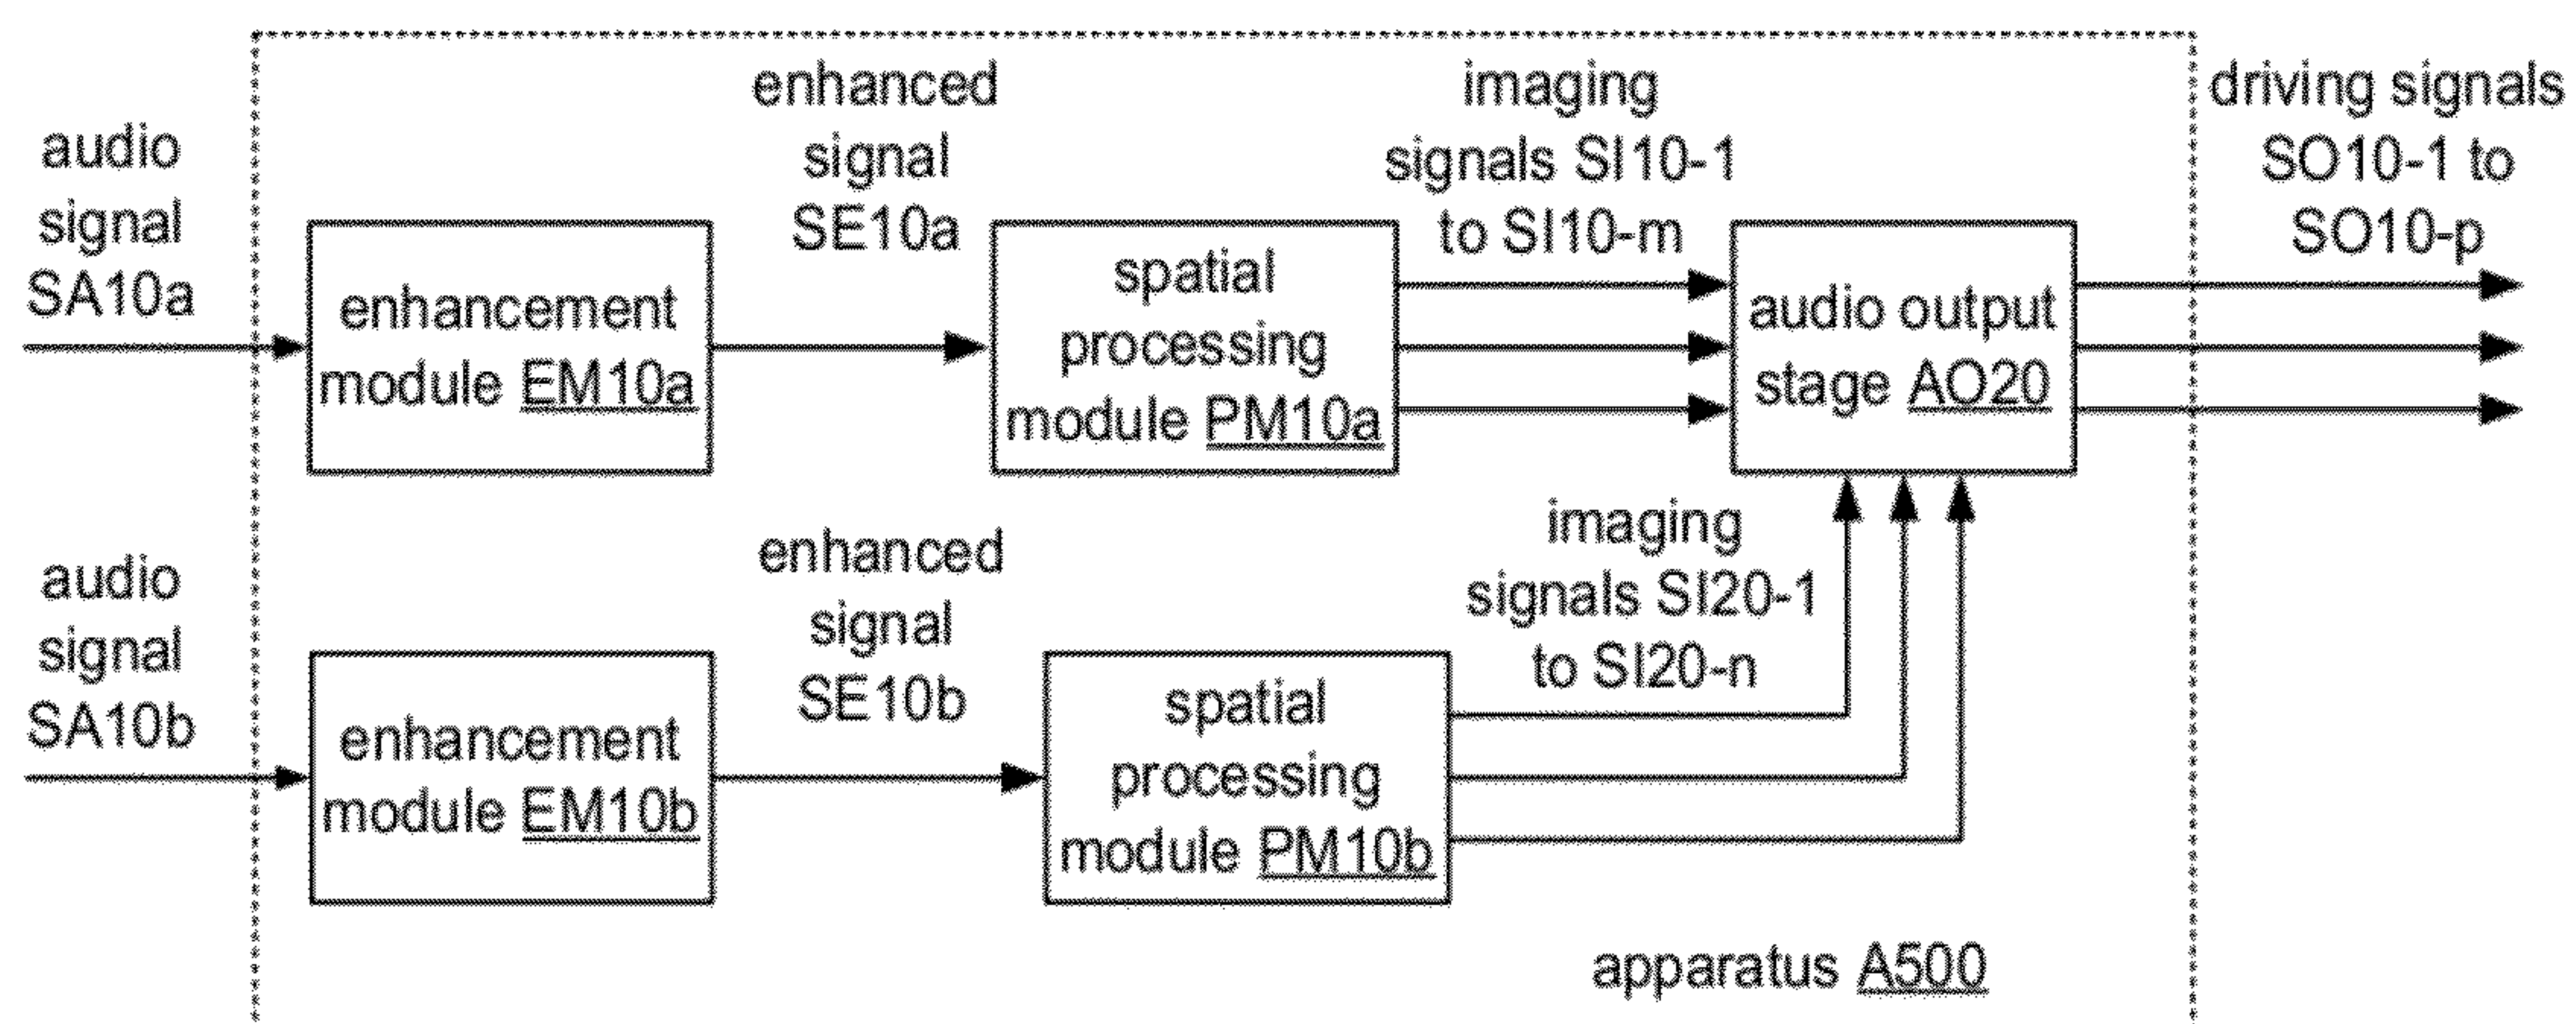 audio
signal
SA10a
enhancement
module EM10a
enhanced
signal
SE10a
spatial
processing
module PM10a
imaging
signals SI10-1
to SI10-m
audio output
stage AO20
driving signals
SO10-1 to
SO10-p
audio
signal
SA10b
enhancement
module EM10b
enhanced
signal
SE10b
spatial
processing
module PM10b
imaging
signals SI20-1
to SI20-n
apparatus A500